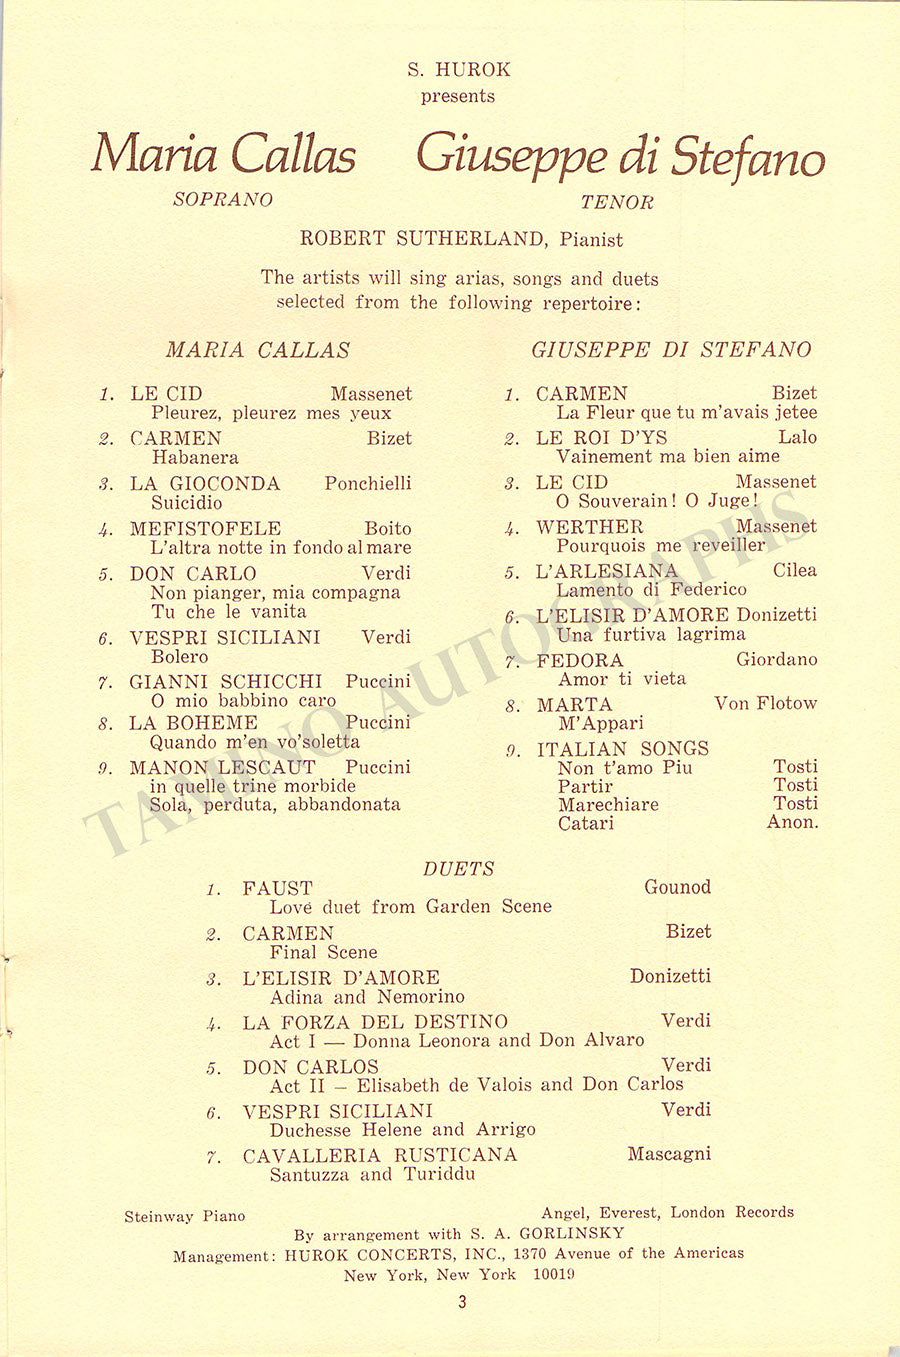 S. HUROK
presents
Maria Callas Giuseppe di Stefano
SOPRANO TENOR
ROBERT SUTHERLAND, Pianist
The artists will sing arias, songs and duets
selected from the following repertoire:
MARIA CALLAS
1. LE CID Massenet
Pleurez, pleurez mes yeux
2. CARMEN Bizet
Habanera
3. LA GIOCONDA Ponchielli
Suicidio
4. MEFISTOFELE Boito
L'altra notte in fondo al mare
5. DON CARLO Verdi
Non pianger, mia compagna
Tu che le vanita
6. VESPRI SICILIANI Verdi
Bolero
7. GIANNI SCHICCHI Puccini
O mio babbino caro
8. LA BOHEME Puccini
Quando m'en vo'soletta
9. MANON LESCAUT Puccini
in quelle trine morbide
Sola, perduta, abbandonata
GIUSEPPE DI STEFANO
1. CARMEN Bizet
La Fleur que tu m'avais jetee
2. LE ROI D'YS Lalo
Vainement ma bien aime
3. LE CID Massenet
O Souverain! O Juge!
4. WERTHER Massenet
Pourquois me reveiller
5. L'ARLESIANA Cilea
Lamento di Federico
6. L'ELISIR D'AMORE Donizetti
Una furtiva lagrima
7. FEDORA Giordano
Amor ti vieta
8. MARTA Von Flotow
M'Appari
9. ITALIAN SONGS
Non t'amo Piu Tosti
Partir Tosti
Marechiare Tosti
Catari Anon.
DUETS
1. FAUST Gounod
Love duet from Garden Scene
2. CARMEN Bizet
Final Scene
3. L'ELISIR D'AMORE Donizetti
Adina and Nemorino
4. LA FORZA DEL DESTINO Verdi
Act I — Donna Leonora and Don Alvaro
5. DON CARLOS Verdi
Act II – Elisabeth de Valois and Don Carlos
6. VESPRI SICILIANI Verdi
Duchesse Helene and Arrigo
7. CAVALLERIA RUSTICANA Mascagni
Santuzza and Turiddu
Steinway Piano Angel, Everest, London Records
By arrangement with S. A. GORLINSKY
Management: HUROK CONCERTS, INC., 1370 Avenue of the Americas
New York, New York 10019
3
TAMINO AUTOGRAPHS